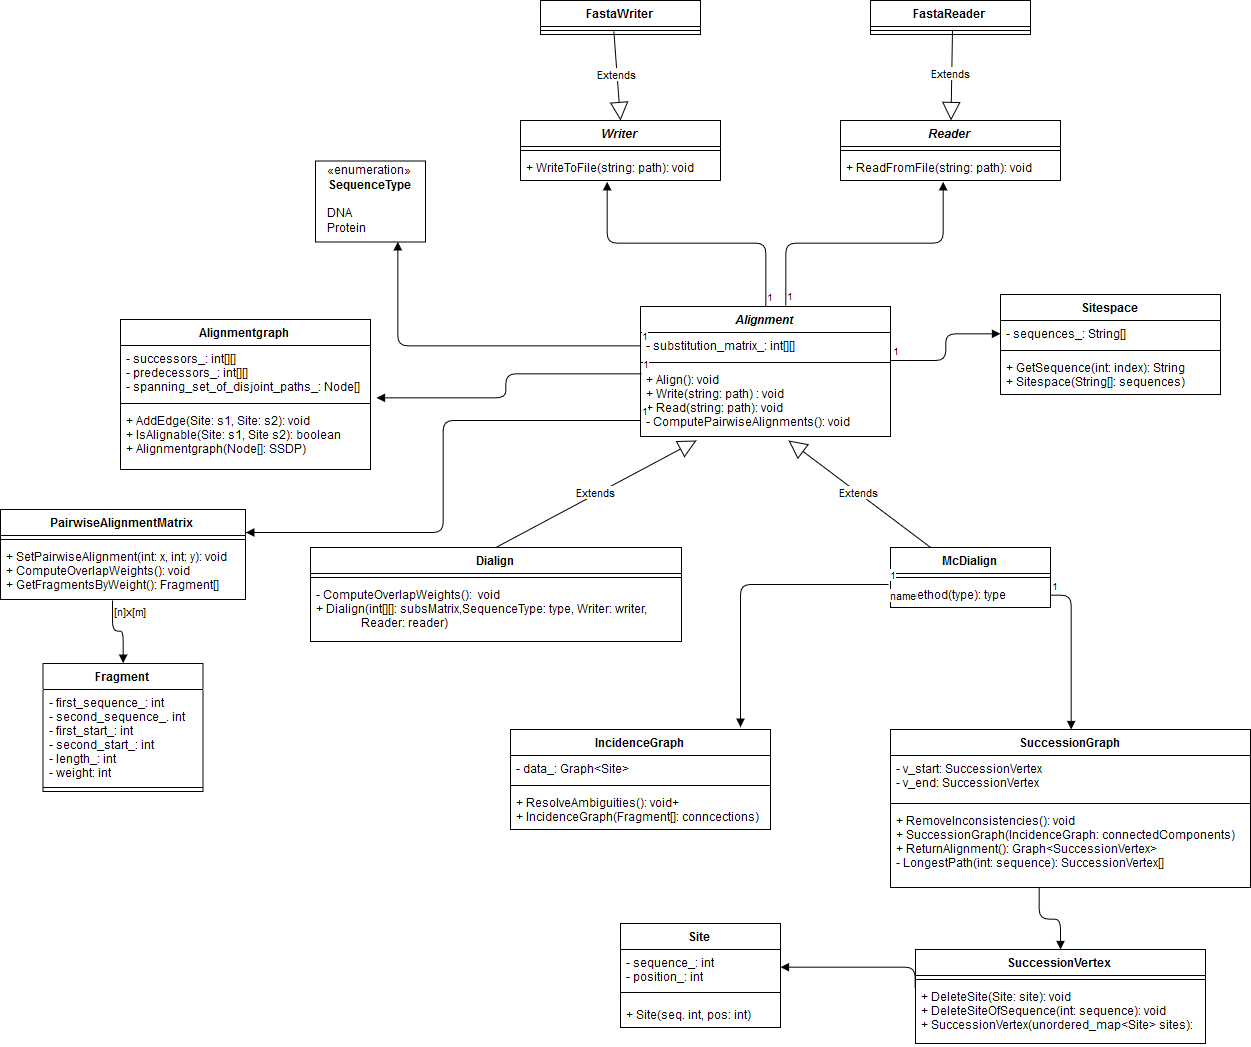 FastaWriter
FastaReader
Extends
Extends
Writer
+ WriteToFile(string: path): void
Reader
+ ReadFromFile(string: path): void
«enumeration»
SequenceType
DNA
Protein
1
1
Alignment
1
- substitution_matrix_: int[][]
1
+ Align(): void
+ Write(string: path) : void
+ Read(string: path): void
1
- ComputePairwiseAlignments(): void
1
Sitespace
- sequences_: String[]
+ GetSequence(int: index): String
+ Sitespace(String[]: sequences)
Alignmentgraph
- successors_: int[][]
- predecessors_: int[][]
- spanning_set_of_disjoint_paths_: Node[]
+ AddEdge(Site: s1, Site: s2): void
+ IsAlignable(Site: s1, Site s2): boolean
+ Alignmentgraph(Node[]: SSDP)
Extends
Extends
PairwiseAlignmentMatrix
+ SetPairwiseAlignment(int: x, int: y): void
+ ComputeOverlapWeights(): void
+ GetFragmentsByWeight(): Fragment[]
[n]x[m]
Dialign
- ComputeOverlapWeights(): void
+ Dialign(int[][]: subsMatrix,SequenceType: type, Writer: writer,
Reader: reader)
McDialign
1
1
name
ethod(type): type
Fragment
- first_sequence_: int
- second_sequence_. int
- first_start_: int
- second_start_: int
- length_: int
- weight: int
IncidenceGraph
- data_: Graph<Site>
+ ResolveAmbiguities(): void+
+ IncidenceGraph(Fragment[]: conncections)
SuccessionGraph
- v_start: SuccessionVertex
- v_end: SuccessionVertex
+ RemoveInconsistencies(): void
+ SuccessionGraph(IncidenceGraph: connectedComponents)
+ ReturnAlignment(): Graph<SuccessionVertex>
- LongestPath(int: sequence): SuccessionVertex[]
Site
- sequence_: int
- position_: int
+ Site(seq. int, pos: int)
SuccessionVertex
+ DeleteSite(Site: site): void
+ DeleteSiteOfSequence(int: sequence): void
+ SuccessionVertex(unordered_map<Site> sites):